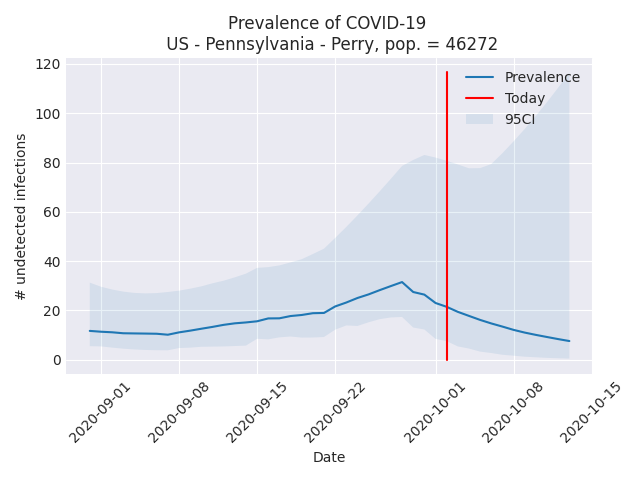 Prevalence of COVID-19
US - Pennsylvania - Perry, pop. = 46272
120
100
80
60
40
20
0
# undetected infections
Prevalence
Today
95CI
2020-09-01
2020-09-08
2020-09-15
2020-09-22
2020-10-01
2020-10-08
2020-10-15
Date